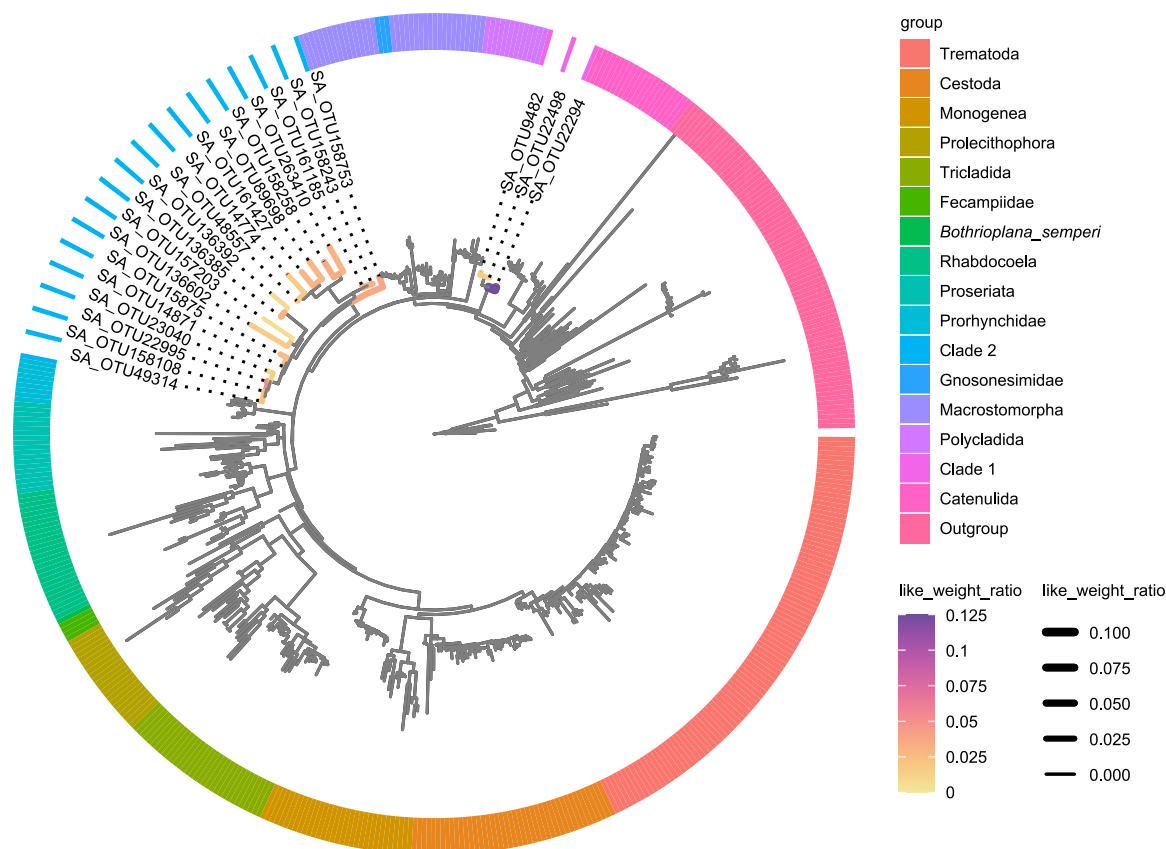 SA_OTU49314
SA_OTU158108
SA_OTU22995
SA_OTU23040
SA_OTU14871
SA_OTU15875
SA_OTU136602
SA_OTU157203
SA_OTU136385
SA_OTU136392
SA_OTU48557
SA_OTU14774
SA_OTU161427
SA_OTU89698
SA_OTU158258
SA_OTU263410
SA_OTU161185
SA_OTU158243
SA_OTU158753
SA_OTU9482
SA_OTU22498
SA_OTU22294
group
Trematoda
Cestoda
Monogenea
Prolecithophora
Tricladida
Fecampiidae
Bothrioplana_semperi
Rhabdocoela
Proseriata
Prorhynchidae
Clade 2
Gnosonesimidae
Macrostomorpha
Polycladida
Clade 1
Catenulida
Outgroup
like_weight_ratio
0.125
0.1
0.075
0.05
0.025
0
like_weight_ratio
0.100
0.075
0.050
0.025
0.000